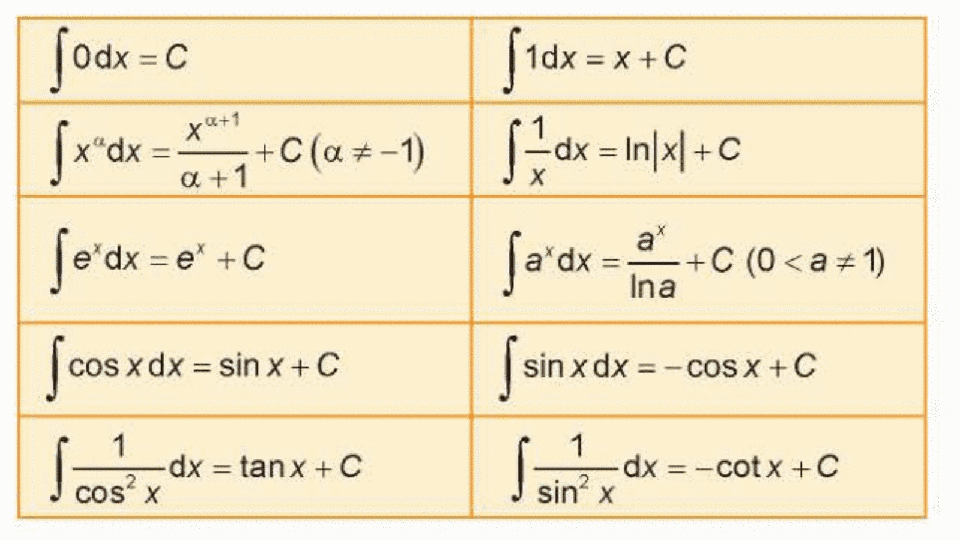 ∫0dx = C
∫1dx = x + C
∫x^α dx = x^(α+1)/(α+1) + C (α ≠ −1)
∫1/x dx = ln|x| + C
∫e^x dx = e^x + C
∫a^x dx = a^x/ln a + C (0 < a ≠ 1)
∫cos x dx = sin x + C
∫sin x dx = −cos x + C
∫1/cos² x dx = tan x + C
∫1/sin² x dx = −cot x + C